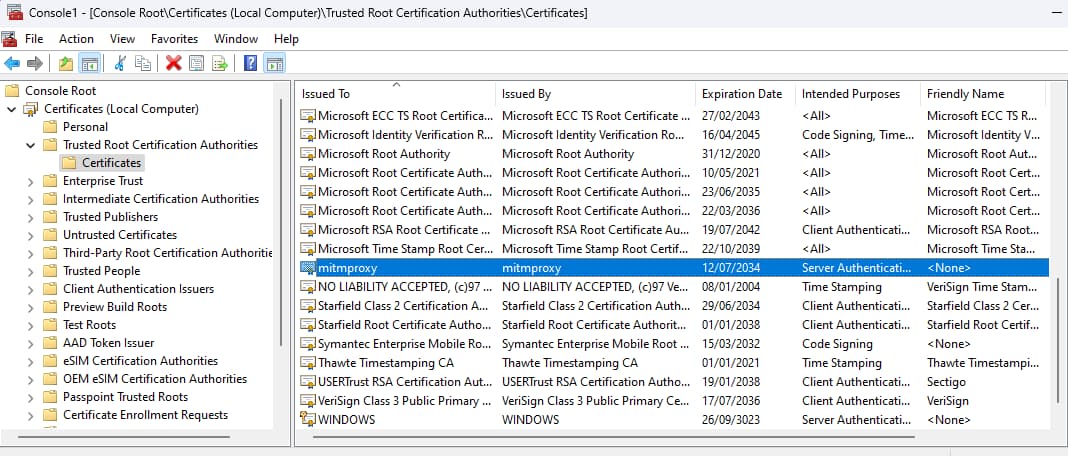 Console1 - [Console Root\Certificates (Local Computer)\Trusted Root Certification Authorities\Certificates]
File Action View Favorites Window Help
Console Root
Certificates (Local Computer)
Personal
Trusted Root Certification Authorities
Certificates
Enterprise Trust
Intermediate Certification Authorities
Trusted Publishers
Untrusted Certificates
Third-Party Root Certification Authoritie
Trusted People
Client Authentication Issuers
Preview Build Roots
Test Roots
AAD Token Issuer
eSIM Certification Authorities
OEM eSIM Certification Authorities
Passpoint Trusted Roots
Certificate Enrollment Requests
Issued To Issued By Expiration Date Intended Purposes Friendly Name
Microsoft ECC TS Root Certifica... Microsoft ECC TS Root Certificate ... 27/02/2043 <All> Microsoft ECC TS R...
Microsoft Identity Verification R... Microsoft Identity Verification Ro... 16/04/2045 Code Signing, Time... Microsoft Identity V...
Microsoft Root Authority Microsoft Root Authority 31/12/2020 <All> Microsoft Root Aut...
Microsoft Root Certificate Auth... Microsoft Root Certificate Authori... 10/05/2021 <All> Microsoft Root Cert...
Microsoft Root Certificate Auth... Microsoft Root Certificate Authori... 23/06/2035 <All> Microsoft Root Cert...
Microsoft Root Certificate Auth... Microsoft Root Certificate Authori... 22/03/2036 <All> Microsoft Root Cert...
Microsoft RSA Root Certificate ... Microsoft RSA Root Certificate Au... 19/07/2042 Client Authenticati... Microsoft RSA Root...
Microsoft Time Stamp Root Cer... Microsoft Time Stamp Root Certif... 22/10/2039 <All> Microsoft Time Sta...
mitmproxy mitmproxy 12/07/2034 Server Authenticati... <None>
NO LIABILITY ACCEPTED, (c)97 ... NO LIABILITY ACCEPTED, (c)97 Ve... 08/01/2004 Time Stamping VeriSign Time Stam...
Starfield Class 2 Certification A... Starfield Class 2 Certification Auth... 29/06/2034 Client Authenticati... Starfield Class 2 Cer...
Starfield Root Certificate Autho... Starfield Root Certificate Authorit... 01/01/2038 Client Authenticati... Starfield Root Certif...
Symantec Enterprise Mobile Ro... Symantec Enterprise Mobile Root ... 15/03/2032 Code Signing <None>
Thawte Timestamping CA Thawte Timestamping CA 01/01/2021 Time Stamping Thawte Timestampi...
USERTrust RSA Certification Aut... USERTrust RSA Certification Autho... 19/01/2038 Client Authenticati... Sectigo
VeriSign Class 3 Public Primary ... VeriSign Class 3 Public Primary Ce... 17/07/2036 Client Authenticati... VeriSign
WINDOWS WINDOWS 26/09/3023 Server Authenticati... <None>